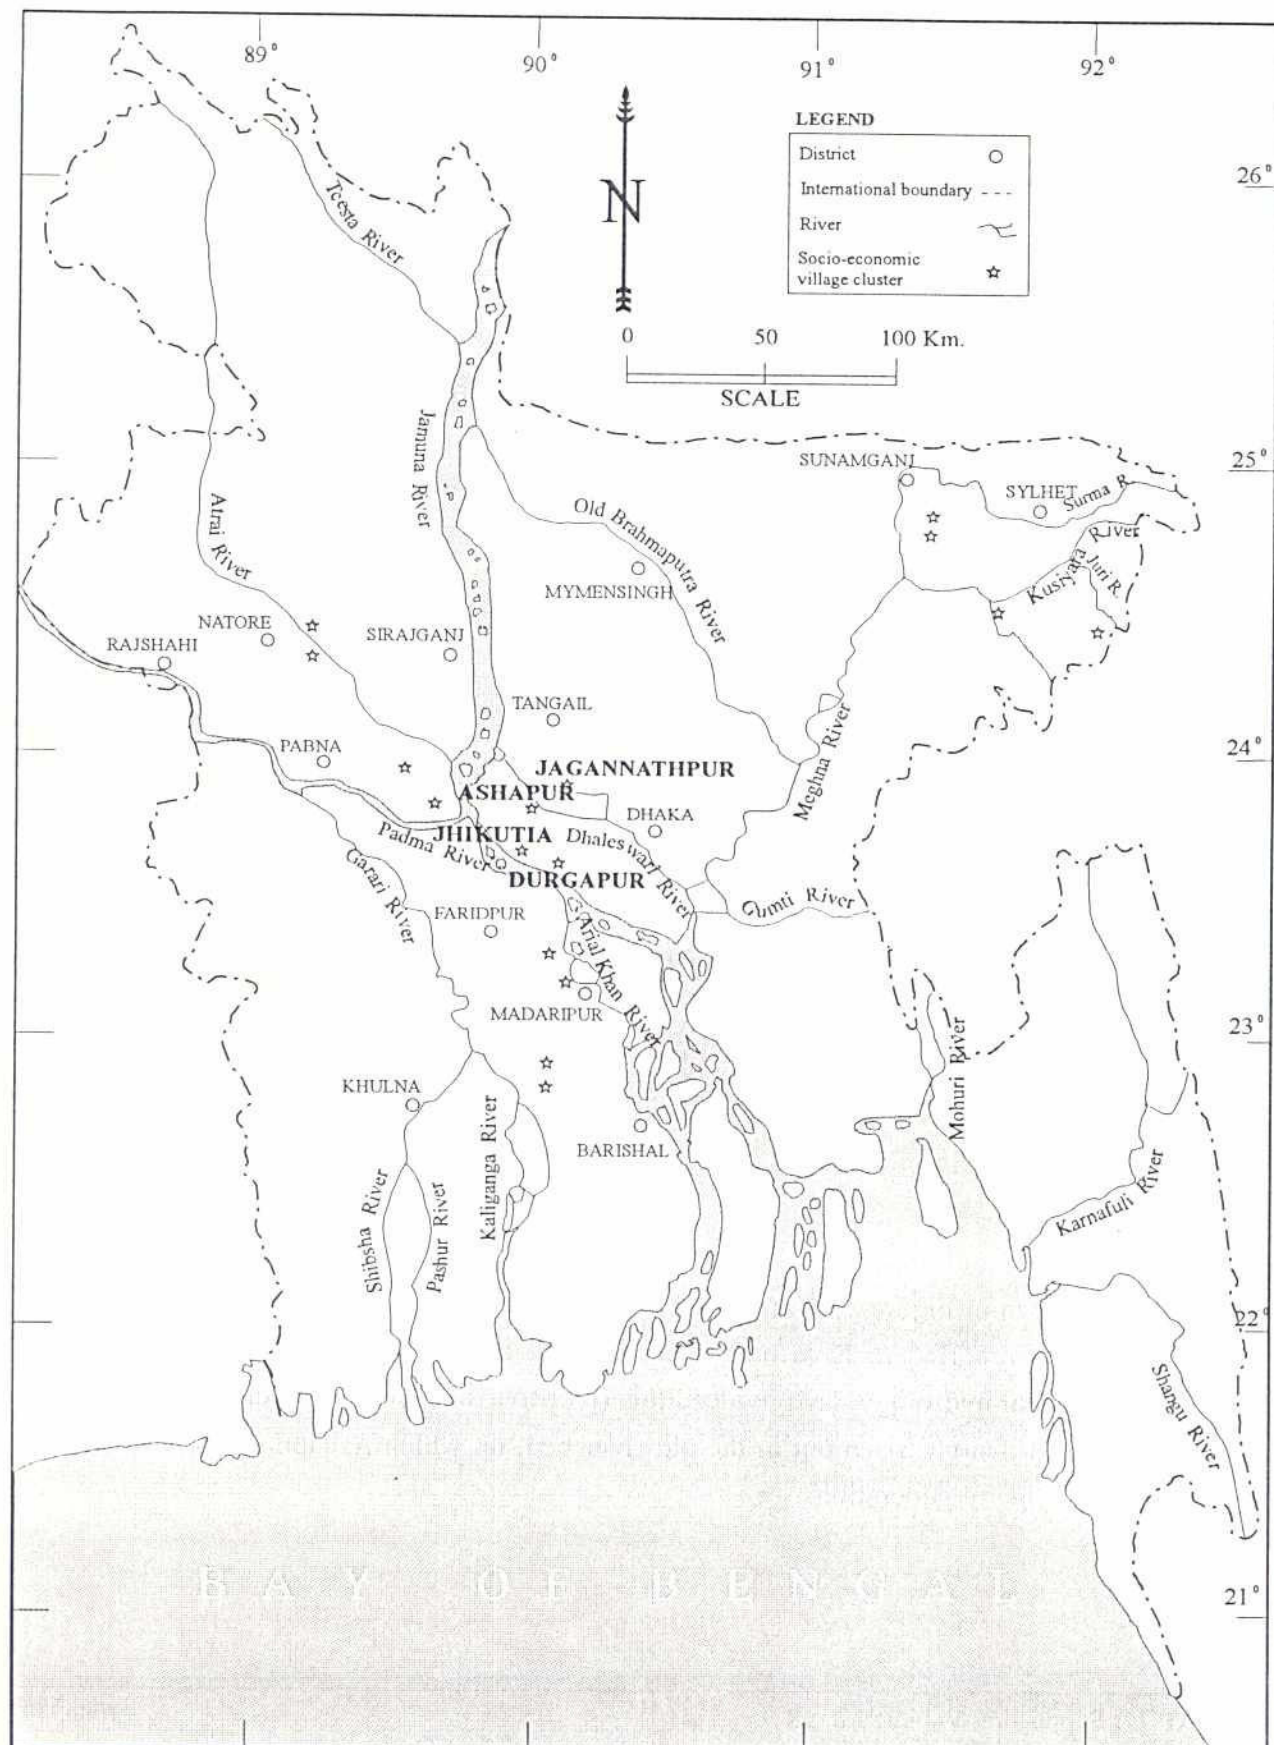 89°
90°
91°
92°
LEGEND
District
International boundary
River
Socio-economic
village cluster
N
0 50 100 Km.
SCALE
26°
25°
24°
23°
22°
21°
Teesta River
Jamuna River
Atrai River
Old Brahmaputra River
SUNAMGANJ
SYLHET
Surma R.
Kusiyara River
Juri R.
MYMENSINGH
NATORE
RAJSHAHI
SIRAJGANJ
TANGAIL
PABNA
JAGANNATHPUR
ASHAPUR
DHAKA
Meghna River
JHIKUTIA
Dhaleswari River
Padma River
DURGAPUR
Garari River
Gumti River
FARIDPUR
Arial Khan River
MADARIPUR
Mohuri River
KHULNA
BARISHAL
Kaliganga River
Shibsha River
Pashur River
Karnafuli River
Shangu River
BAY OF BENGAL